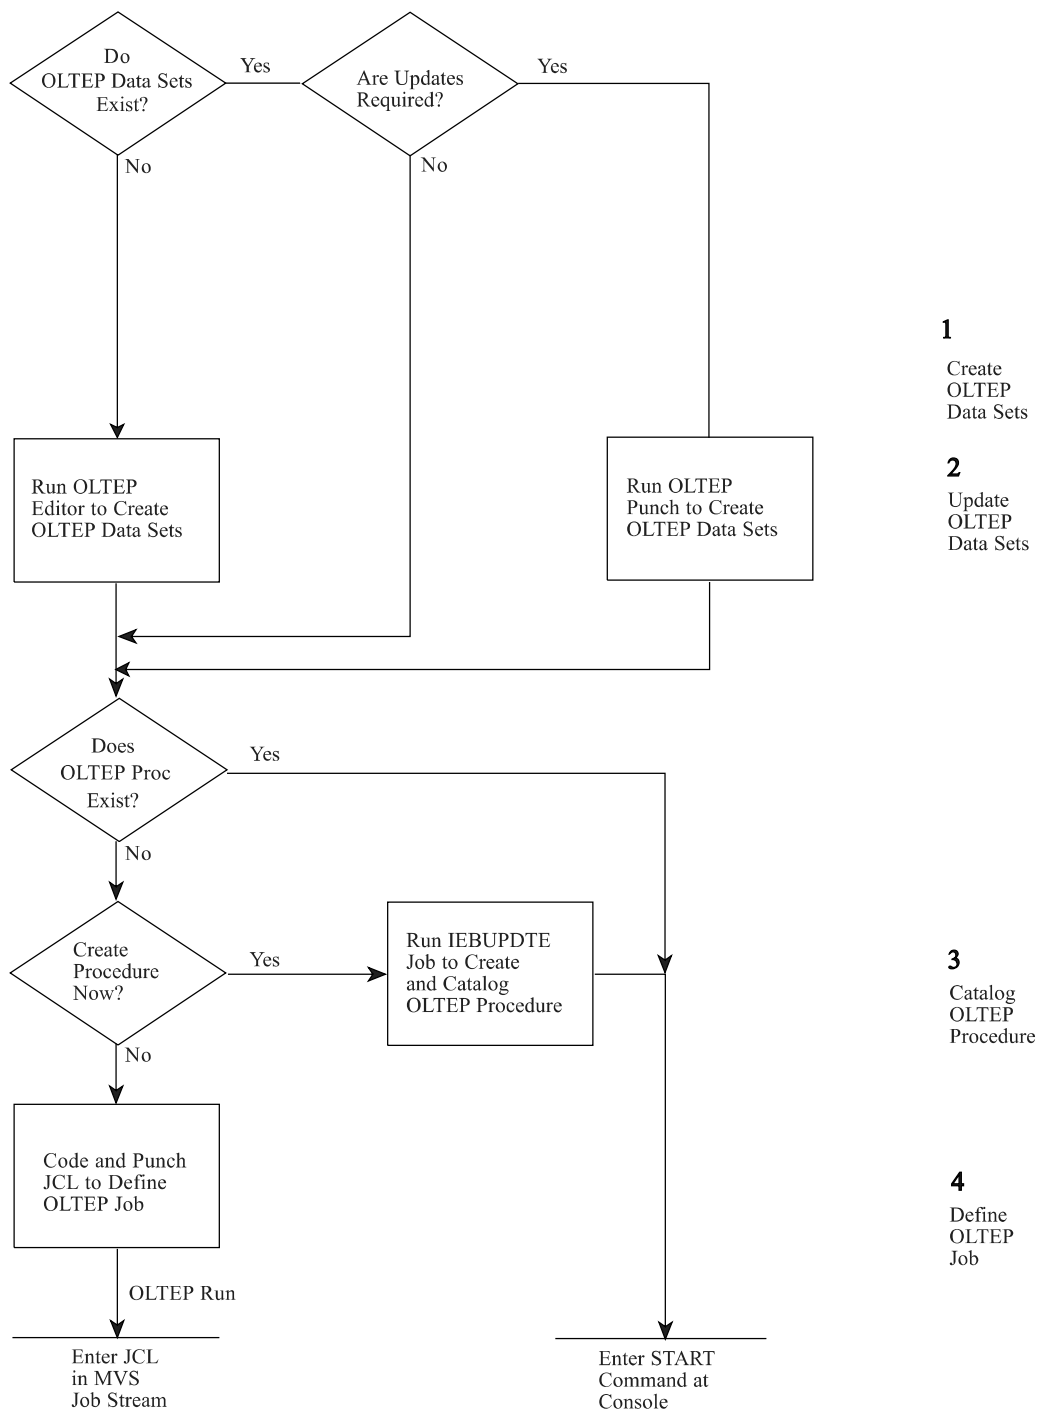 Do
OLTEP Data Sets
Exist?
Yes
Are Updates
Required?
Yes
No
No
1
Create
OLTEP
Data Sets
Run OLTEP
Editor to Create
OLTEP Data Sets
Run OLTEP
Punch to Create
OLTEP Data Sets
2
Update
OLTEP
Data Sets
Does
OLTEP Proc
Exist?
Yes
No
Create
Procedure
Now?
Yes
Run IEBUPDTE
Job to Create
and Catalog
OLTEP Procedure
3
Catalog
OLTEP
Procedure
No
Code and Punch
JCL to Define
OLTEP Job
4
Define
OLTEP
Job
OLTEP Run
Enter JCL
in MVS
Job Stream
Enter START
Command at
Console